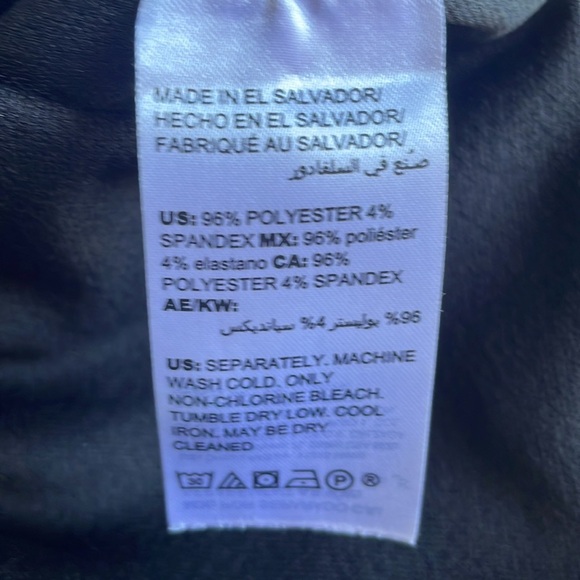 MADE IN EL SALVADOR/
HECHO EN EL SALVADOR/
FABRIQUÉ AU SALVADOR/
صنع في السلفادور
US: 96% POLYESTER 4%
SPANDEX MX: 96% poliéster
4% elastano CA: 96%
POLYESTER 4% SPANDEX
AE/KW:
96% بوليستر 4% سبانديكس
US: SEPARATELY. MACHINE
WASH COLD. ONLY
NON-CHLORINE BLEACH.
TUMBLE DRY LOW. COOL
IRON. MAY BE DRY
CLEANED
P ®